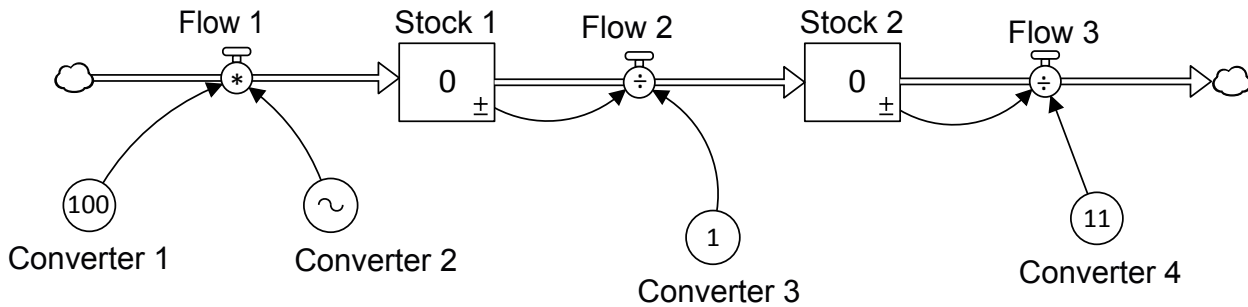 Flow 1
Stock 1
Flow 2
Stock 2
Flow 3
*
0
±
÷
0
±
÷
100
~
1
11
Converter 1
Converter 2
Converter 3
Converter 4